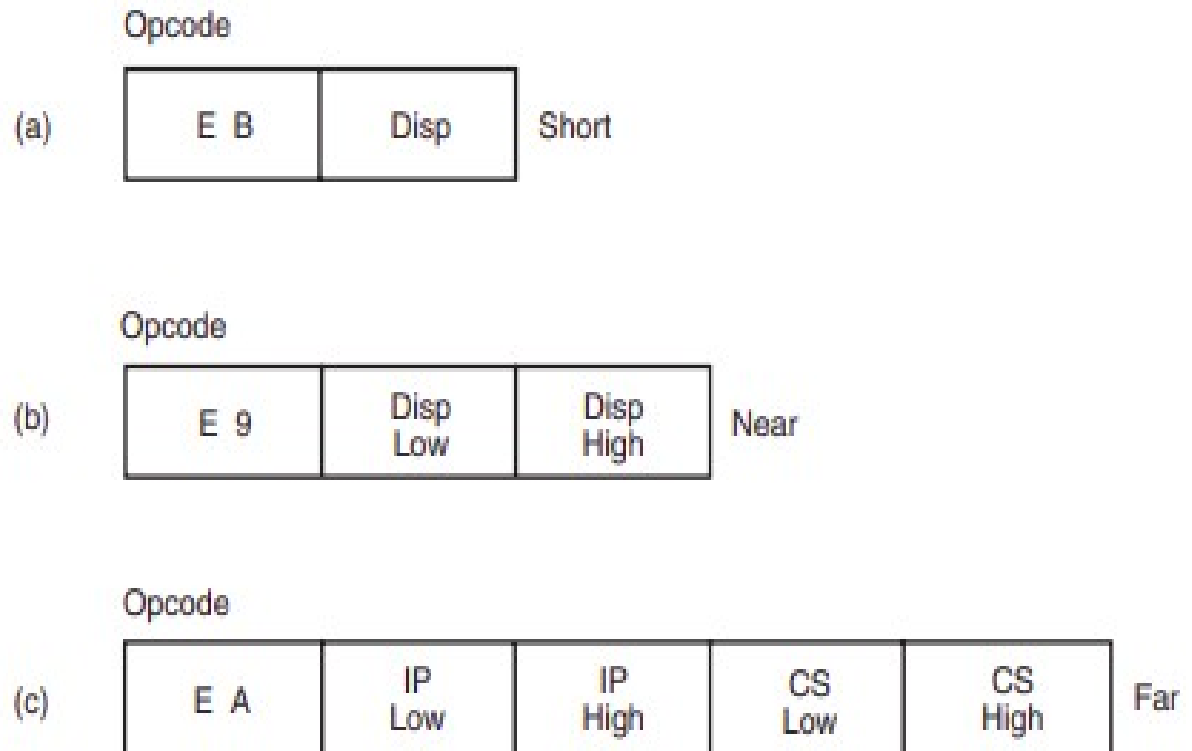 Opcode
(a) E B Disp Short
Opcode
(b) E 9 Disp Low Disp High Near
Opcode
(c) E A IP Low IP High CS Low CS High Far